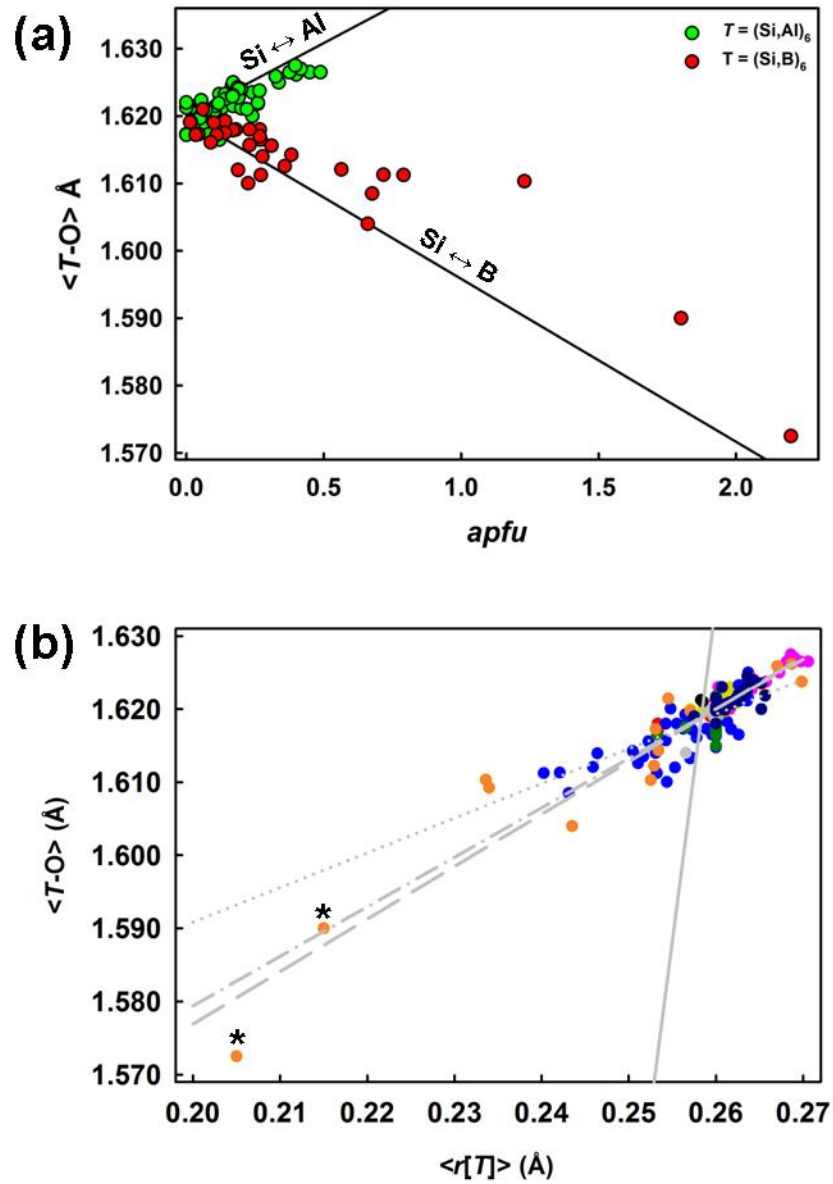 (a)
Si ↔ Al
T = (Si,Al)6
T = (Si,B)6
1.630
1.620
1.610
1.600
1.590
1.580
1.570
<T-O> Å
Si ↔ B
0.0 0.5 1.0 1.5 2.0
apfu
(b)
1.630
1.620
1.610
1.600
1.590
1.580
1.570
<T-O> (Å)
*
*
0.20 0.21 0.22 0.23 0.24 0.25 0.26 0.27
<r[T]> (Å)